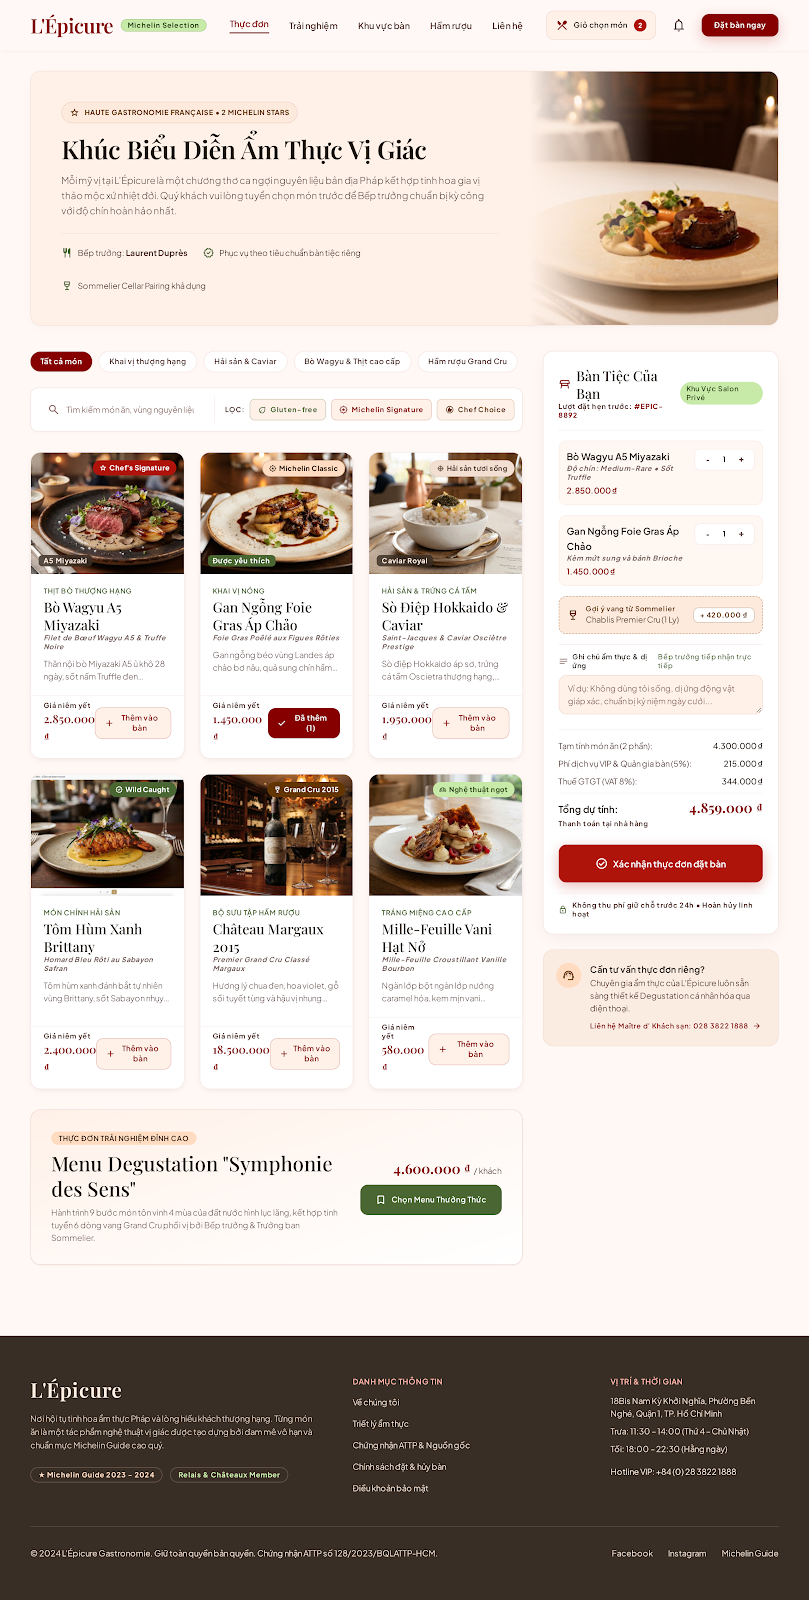 L'Épicure
Michelin Selection
Thực đơn
Trải nghiệm
Khu vực bàn
Hầm rượu
Liên hệ
Giỏ chọn món
2
Đặt bàn ngay
HAUTE GASTRONOMIE FRANÇAISE • 2 MICHELIN STARS
Khúc Biểu Diễn Ẩm Thực Vị Giác
Mỗi mỹ vị tại L'Épicure là một chương thơ ca ngợi nguyên liệu bản địa Pháp kết hợp tinh hoa gia vị
thảo mộc xứ nhiệt đới. Quý khách vui lòng tuyển chọn món trước để Bếp trưởng chuẩn bị kỳ công
với độ chín hoàn hảo nhất.
Bếp trưởng: Laurent Duprès
Phục vụ theo tiêu chuẩn bàn tiệc riêng
Sommelier Cellar Pairing khả dụng
Tất cả món
Khai vị thượng hạng
Hải sản & Caviar
Bò Wagyu & Thịt cao cấp
Hầm rượu Grand Cru
Tìm kiếm món ăn, vùng nguyên liệu
LỌC:
Gluten-free
Michelin Signature
Chef Choice
Chef's Signature
A5 Miyazaki
THỊT BÒ THƯỢNG HẠNG
Bò Wagyu A5
Miyazaki
Filet de Bœuf Wagyu A5 & Truffe
Noire
Thăn nội bò Miyazaki A5 ủ khô 28
ngày, sốt nấm Truffle đen...
Giá niêm yết
2.850.000
đ
Thêm vào
bàn
Michelin Classic
Được yêu thích
KHAI VỊ NÓNG
Gan Ngỗng Foie
Gras Áp Chảo
Foie Gras Poêlé aux Figues Rôties
Gan ngỗng béo vùng Landes áp
chảo bơ nâu, quả sung chín hầm...
Giá niêm yết
1.450.000
đ
Đã thêm
(1)
Hải sản tươi sống
Caviar Royal
HẢI SẢN & TRỨNG CÁ TẦM
Sò Điệp Hokkaido &
Caviar
Saint-Jacques & Caviar Osciètre
Prestige
Sò điệp Hokkaido áp sơ, trứng
cá tầm Oscietra thượng hạng,...
Giá niêm yết
1.950.000
đ
Thêm vào
bàn
Wild Caught
MÓN CHÍNH HẢI SẢN
Tôm Hùm Xanh
Brittany
Homard Bleu Rôti au Sabayon
Safran
Tôm hùm xanh đánh bắt tự nhiên
vùng Brittany, sốt Sabayon nhụy...
Giá niêm yết
2.400.000
đ
Thêm vào
bàn
Grand Cru 2015
BỘ SƯU TẬP HẦM RƯỢU
Château Margaux
2015
Premier Grand Cru Classé
Margaux
Hương lý chua đen, hoa violet, gỗ
sồi tuyết tùng và hậu vị nhung...
Giá niêm yết
18.500.000
đ
Thêm vào
bàn
Nghệ thuật ngọt
TRÁNG MIỆNG CAO CẤP
Mille-Feuille Vani
Hạt Nổ
Mille-Feuille Croustillant Vanille
Bourbon
Ngàn lớp bột ngàn lớp nướng
caramel hóa, kem mịn vani...
Giá niêm
yết
580.000
đ
Thêm vào
bàn
THỰC ĐƠN TRẢI NGHIỆM ĐỈNH CAO
Menu Degustation "Symphonie
des Sens"
Hành trình 9 bước món tôn vinh 4 mùa của đất nước hình lục lăng, kết hợp tinh
tuyển 6 dòng vang Grand Cru phối vị bởi Bếp trưởng & Trưởng ban
Sommelier.
4.600.000 đ / khách
Chọn Menu Thưởng Thức
Bàn Tiệc Của
Bạn
Khu Vực Salon
Privé
Lượt đặt hẹn trước: #EPIC-
8892
Bò Wagyu A5 Miyazaki
Độ chín: Medium-Rare • Sốt
Truffle
2.850.000 đ
- 1 +
Gan Ngỗng Foie Gras Áp
Chảo
Kèm mứt sung và bánh Brioche
1.450.000 đ
- 1 +
Gợi ý vang từ Sommelier
Chablis Premier Cru (1 Ly)
+ 420.000 đ
Ghi chú ẩm thực & dị
ứng
Bếp trưởng tiếp nhận trực
tiếp
Ví dụ: Không dùng tỏi sống, dị ứng động vật
giáp xác, chuẩn bị kỷ niệm ngày cưới...
Tạm tính món ăn (2 phần):
4.300.000 đ
Phí dịch vụ VIP & Quản gia bàn (5%):
215.000 đ
Thuế GTGT (VAT 8%):
344.000 đ
Tổng dự tính:
4.859.000 đ
Thanh toán tại nhà hàng
Xác nhận thực đơn đặt bàn
Không thu phí giữ chỗ trước 24h • Hoàn hủy linh
hoạt
Cần tư vấn thực đơn riêng?
Chuyên gia ẩm thực của L'Épicure luôn sẵn
sàng thiết kế Degustation cá nhân hóa qua
điện thoại.
Liên hệ Maître d' Khách sạn: 028 3822 1888 →
L'Épicure
Nơi hội tụ tinh hoa ẩm thực Pháp và lòng hiếu khách thượng hạng. Từng món
ăn là một tác phẩm nghệ thuật vị giác được tạo dựng bởi đam mê vô hạn và
chuẩn mực Michelin Guide cao quý.
★ Michelin Guide 2023 - 2024
Relais & Châteaux Member
DANH MỤC THÔNG TIN
Về chúng tôi
Triết lý ẩm thực
Chứng nhận ATTP & Nguồn gốc
Chính sách đặt & hủy bàn
Điều khoản bảo mật
VỊ TRÍ & THỜI GIAN
18Bis Nam Kỳ Khởi Nghĩa, Phường Bến
Nghé, Quận 1, TP. Hồ Chí Minh
Trưa: 11:30 – 14:00 (Thứ 4 – Chủ Nhật)
Tối: 18:00 – 22:30 (Hằng ngày)
Hotline VIP: +84 (0) 28 3822 1888
© 2024 L'Épicure Gastronomie. Giữ toàn quyền bản quyền. Chứng nhận ATTP số 128/2023/BQLATTP-HCM.
Facebook
Instagram
Michelin Guide